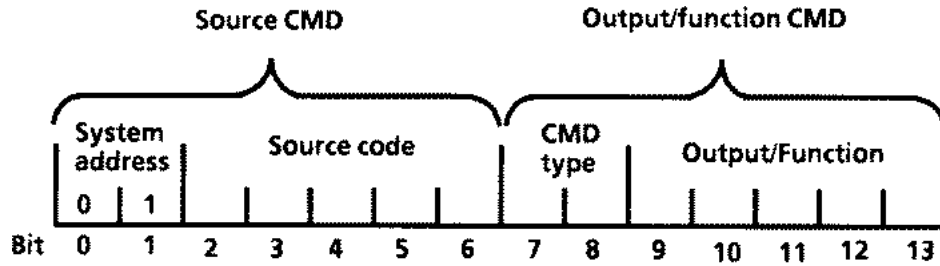 Source CMD Output/function CMD
System address Source code CMD type Output/Function
0 1
Bit 0 1 2 3 4 5 6 7 8 9 10 11 12 13